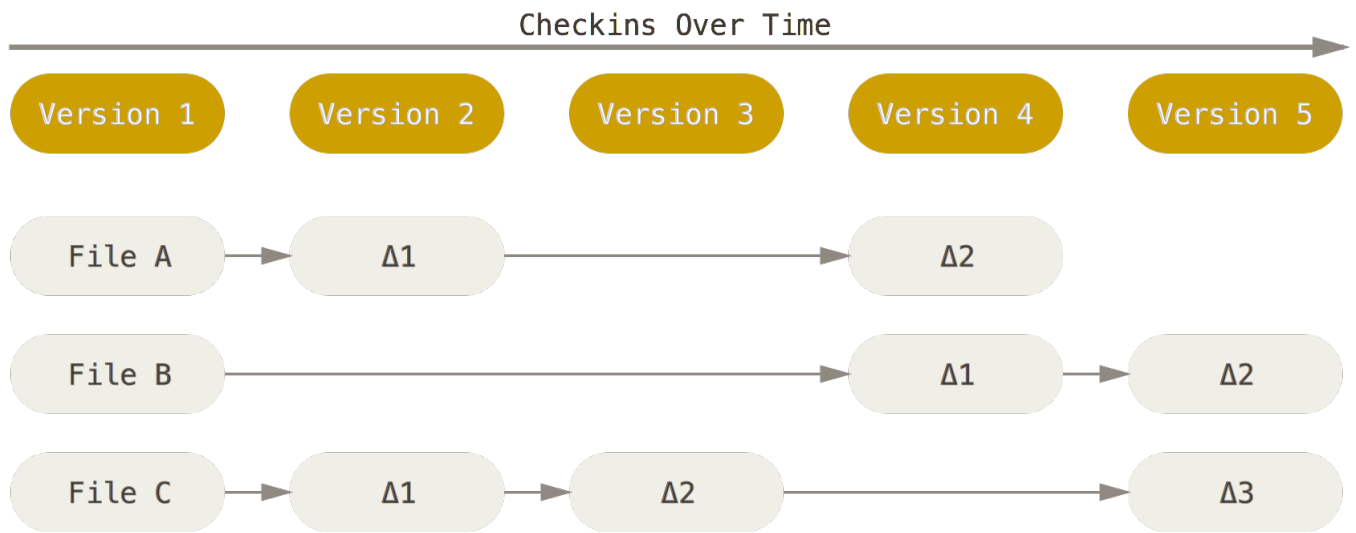 Checkins Over Time
Version 1 Version 2 Version 3 Version 4 Version 5
File A Δ1 Δ2
File B Δ1 Δ2
File C Δ1 Δ2 Δ3